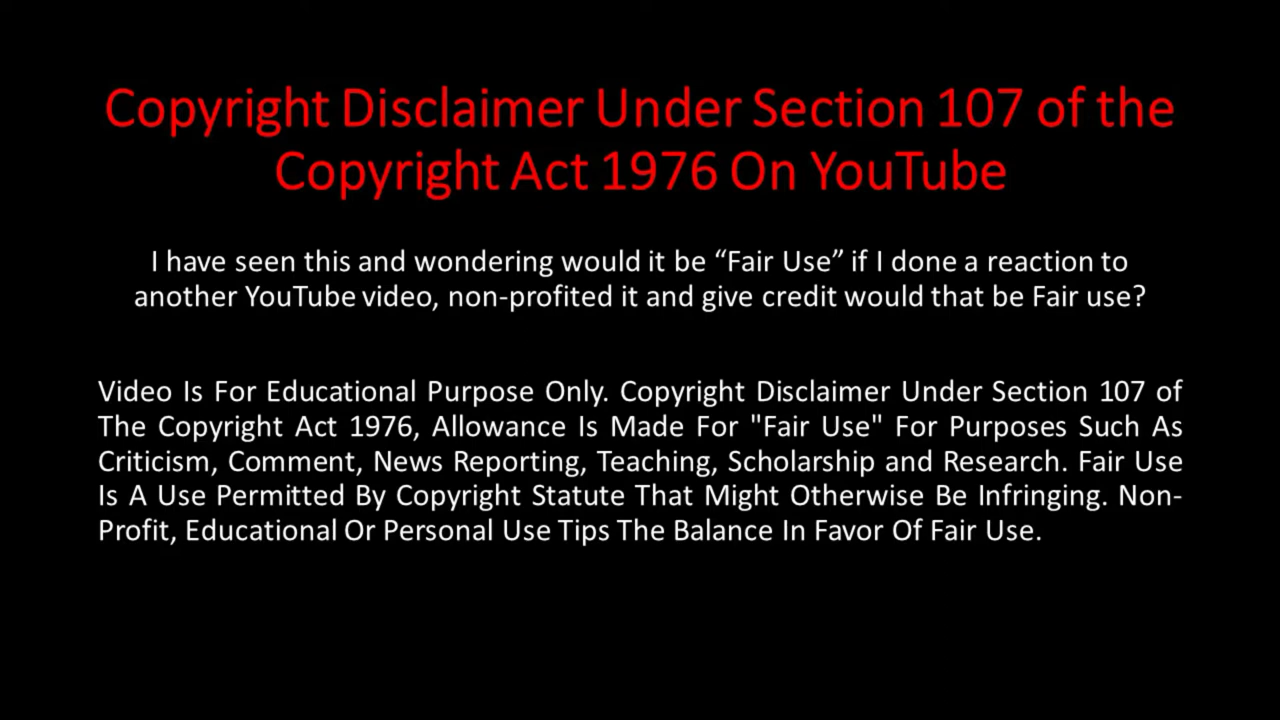 Copyright Disclaimer Under Section 107 of the
Copyright Act 1976 On YouTube
I have seen this and wondering would it be “Fair Use” if I done a reaction to
another YouTube video, non-profited it and give credit would that be Fair use?
Video Is For Educational Purpose Only. Copyright Disclaimer Under Section 107 of
The Copyright Act 1976, Allowance Is Made For "Fair Use" For Purposes Such As
Criticism, Comment, News Reporting, Teaching, Scholarship and Research. Fair Use
Is A Use Permitted By Copyright Statute That Might Otherwise Be Infringing. Non-
Profit, Educational Or Personal Use Tips The Balance In Favor Of Fair Use.